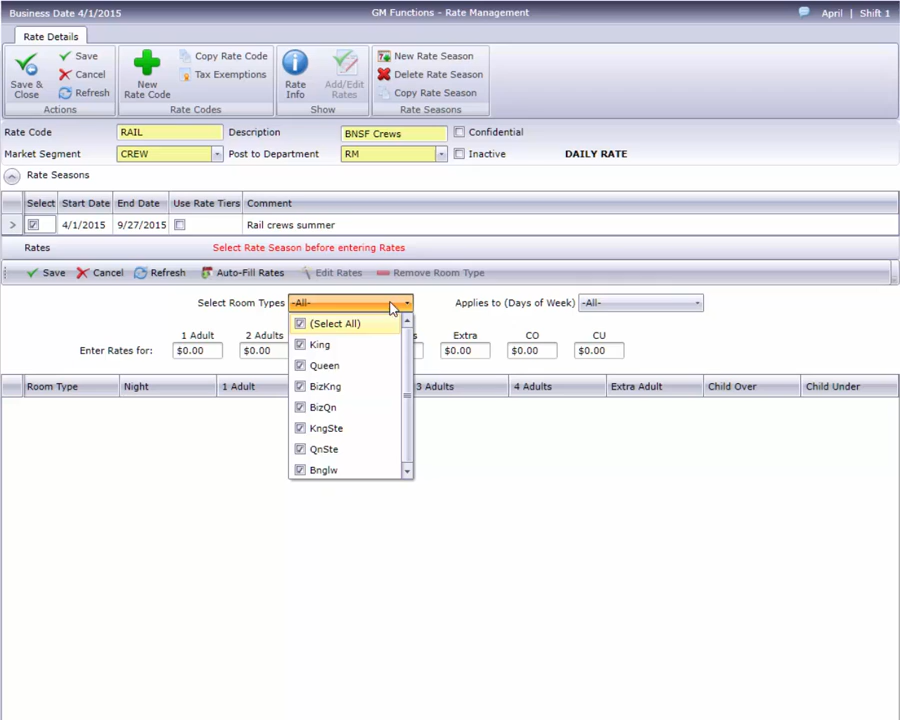 Business Date 4/1/2015 GM Functions - Rate Management April | Shift 1
Rate Details
Save & Close Save Cancel Refresh Actions
New Rate Code Copy Rate Code Tax Exemptions Rate Codes
Rate Info Add/Edit Rates Show
New Rate Season Delete Rate Season Copy Rate Season Rate Seasons
Rate Code RAIL Description BNSF Crews Confidential
Market Segment CREW Post to Department RM Inactive DAILY RATE
Rate Seasons
Select Start Date End Date Use Rate Tiers Comment
4/1/2015 9/27/2015 Rail crews summer
Rates Select Rate Season before entering Rates
Save Cancel Refresh Auto-Fill Rates Edit Rates Remove Room Type
Select Room Types -All- Applies to (Days of Week) -All-
(Select All)
King
Queen
BizKng
BizQn
KngSte
QnSte
Bnglw
1 Adult 2 Adults Extra CO CU
Enter Rates for: $0.00 $0.00 $0.00 $0.00 $0.00
Room Type Night 1 Adult 3 Adults 4 Adults Extra Adult Child Over Child Under